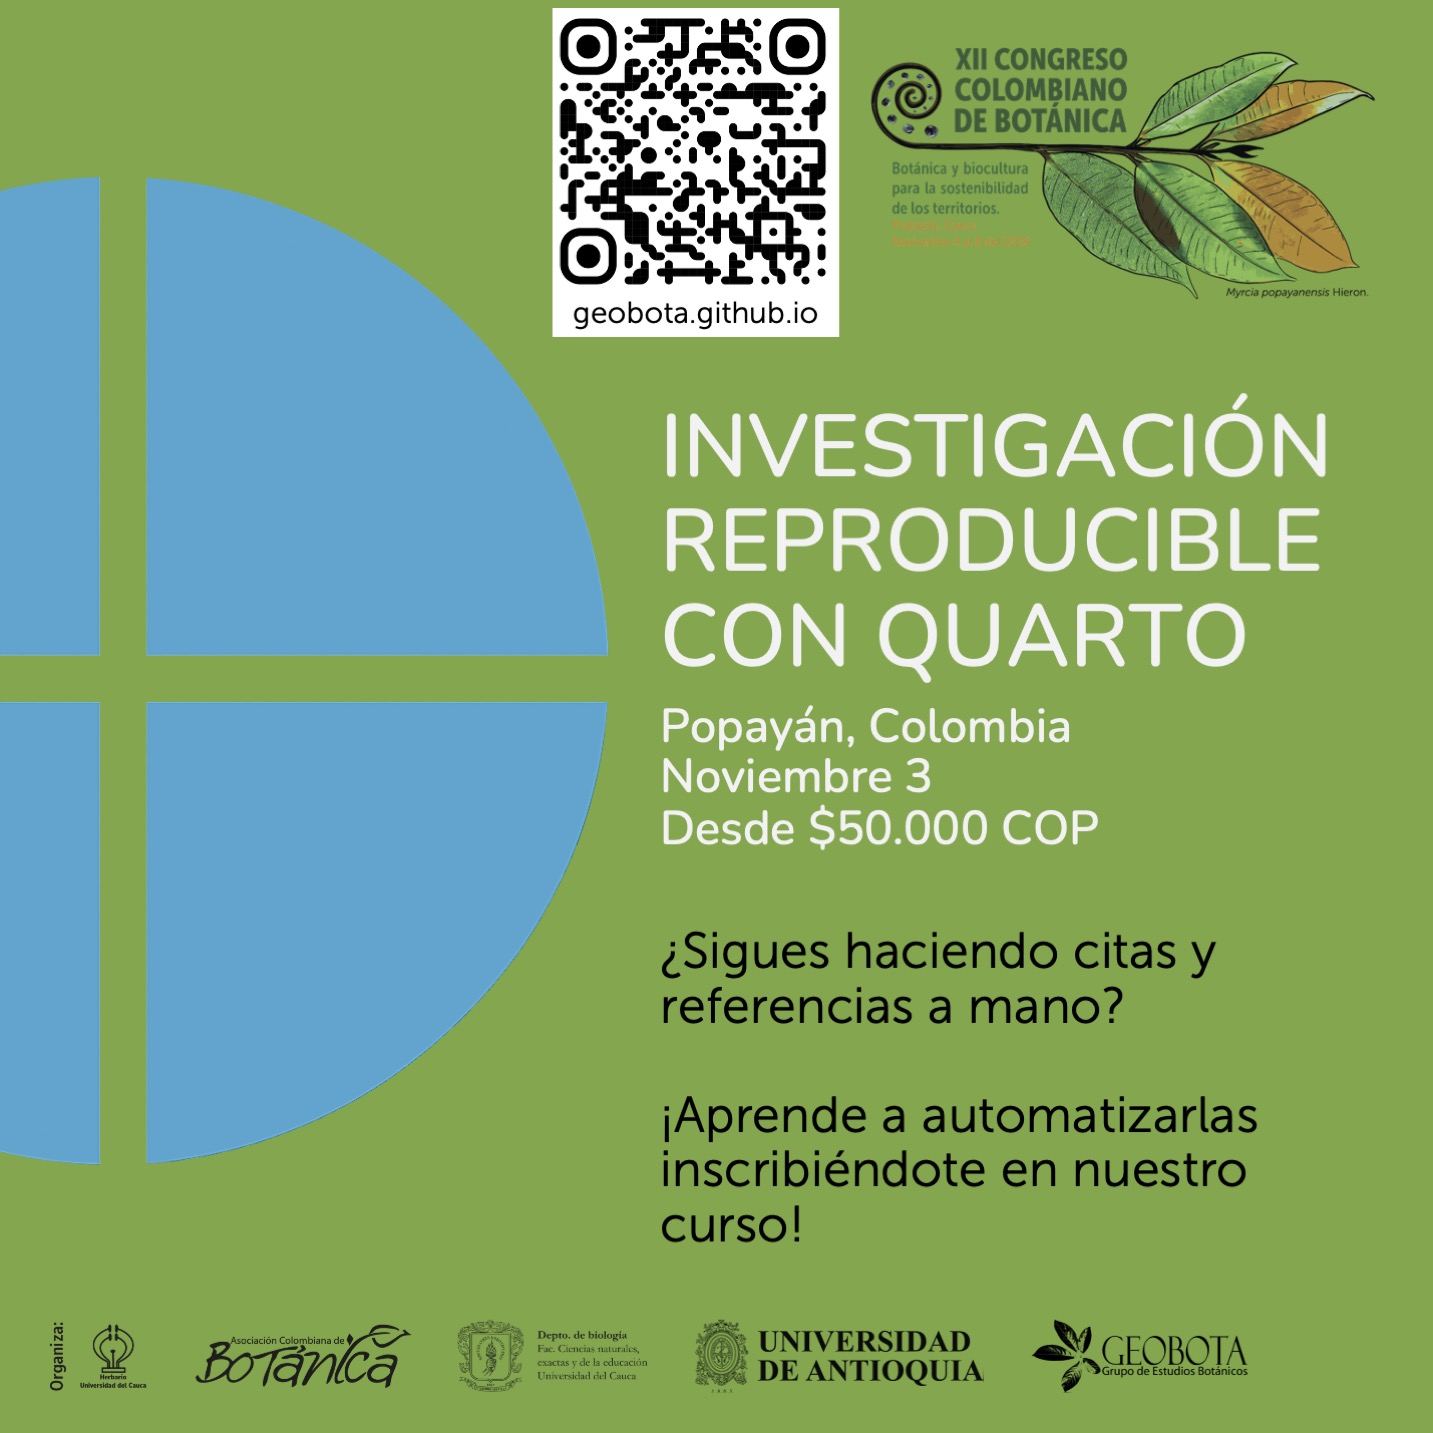 geobota.github.io
XII CONGRESO
COLOMBIANO
DE BOTÁNICA
Botánica y biocultura
para la sostenibilidad
de los territorios.
Myrcia popayanensis Hieron.
INVESTIGACIÓN
REPRODUCIBLE
CON QUARTO
Popayán, Colombia
Noviembre 3
Desde $50.000 COP
¿Sigues haciendo citas y
referencias a mano?
¡Aprende a automatizarlas
inscribiéndote en nuestro
curso!
Organiza:
Herbario
Universidad del Cauca
Asociación Colombiana de
BOTÁNICA
Depto. de biología
Fac. Ciencias naturales,
exactas y de la educación
Universidad del Cauca
1803
UNIVERSIDAD
DE ANTIOQUIA
GEOBOTA
Grupo de Estudios Botánicos